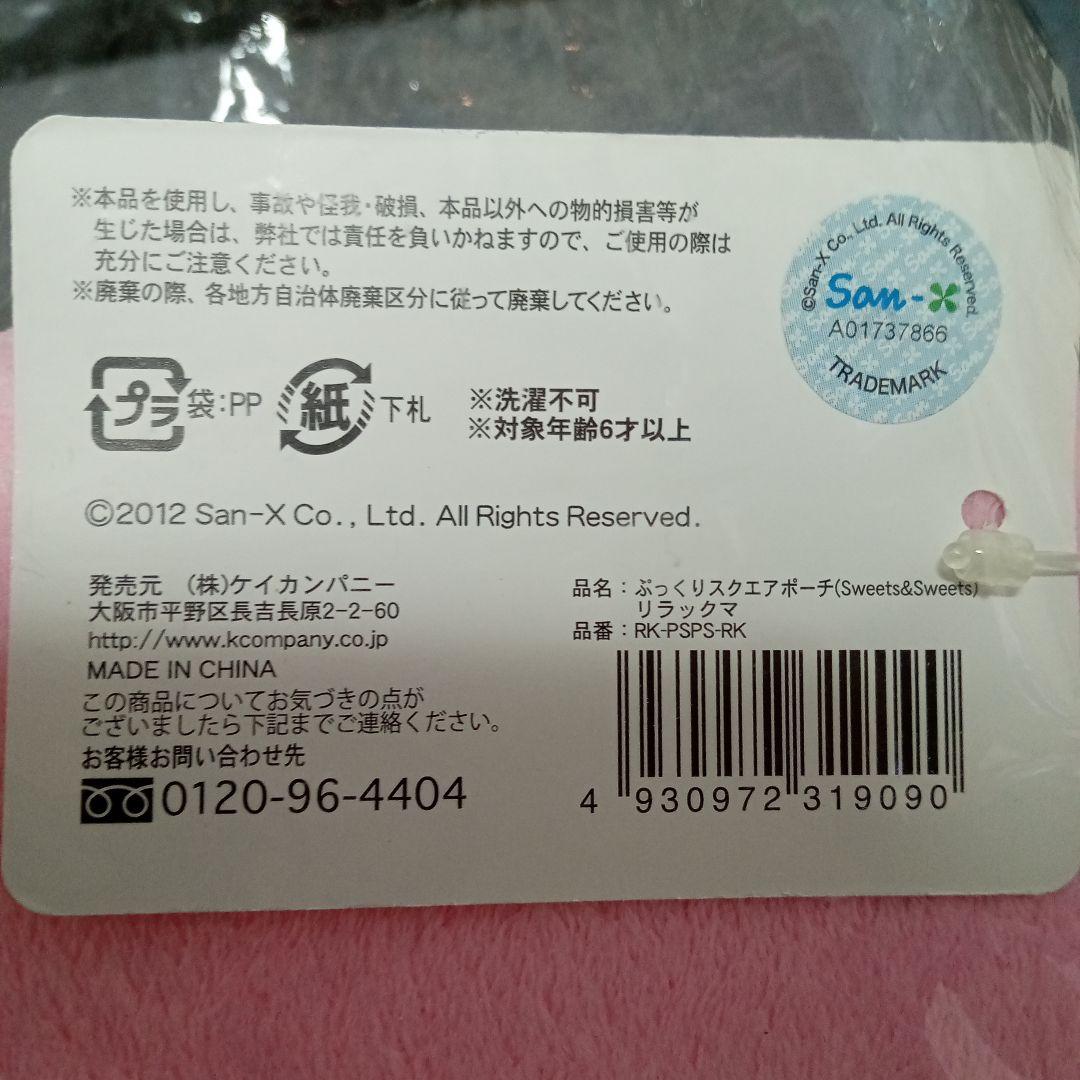 ※本品を使用し、事故や怪我・破損、本品以外への物的損害等が
生じた場合は、弊社では責任を負いかねますので、ご使用の際は
充分にご注意ください。
※廃棄の際、各地方自治体廃棄区分に従って廃棄してください。
©San-X Co., Ltd. All Rights Reserved.
San-X
A01737866
TRADEMARK
プラ 袋:PP 紙 下札
※洗濯不可
※対象年齢6才以上
©2012 San-X Co., Ltd. All Rights Reserved.
発売元 (株)ケイカンパニー
大阪市平野区長吉長原2-2-60
http://www.kcompany.co.jp
MADE IN CHINA
この商品についてお気づきの点が
ございましたら下記までご連絡ください。
お客様お問い合わせ先
0120-96-4404
品名:ぷっくりスクエアポーチ(Sweets&Sweets)
リラックマ
品番:RK-PSPS-RK
4 930972 319090